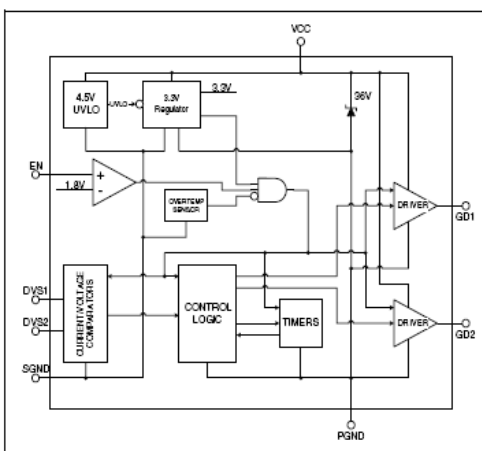 VCC
4.5V
UVLO
UVLO
3.3V
Regulator
3.3V
36V
EN
1.8V
+
-
OVERTEMP
SENSOR
DRIVER
GD1
DVS1
DVS2
CURRENT/VOLTAGE
COMPARATORS
CONTROL
LOGIC
TIMERS
DRIVER
GD2
SGND
PGND